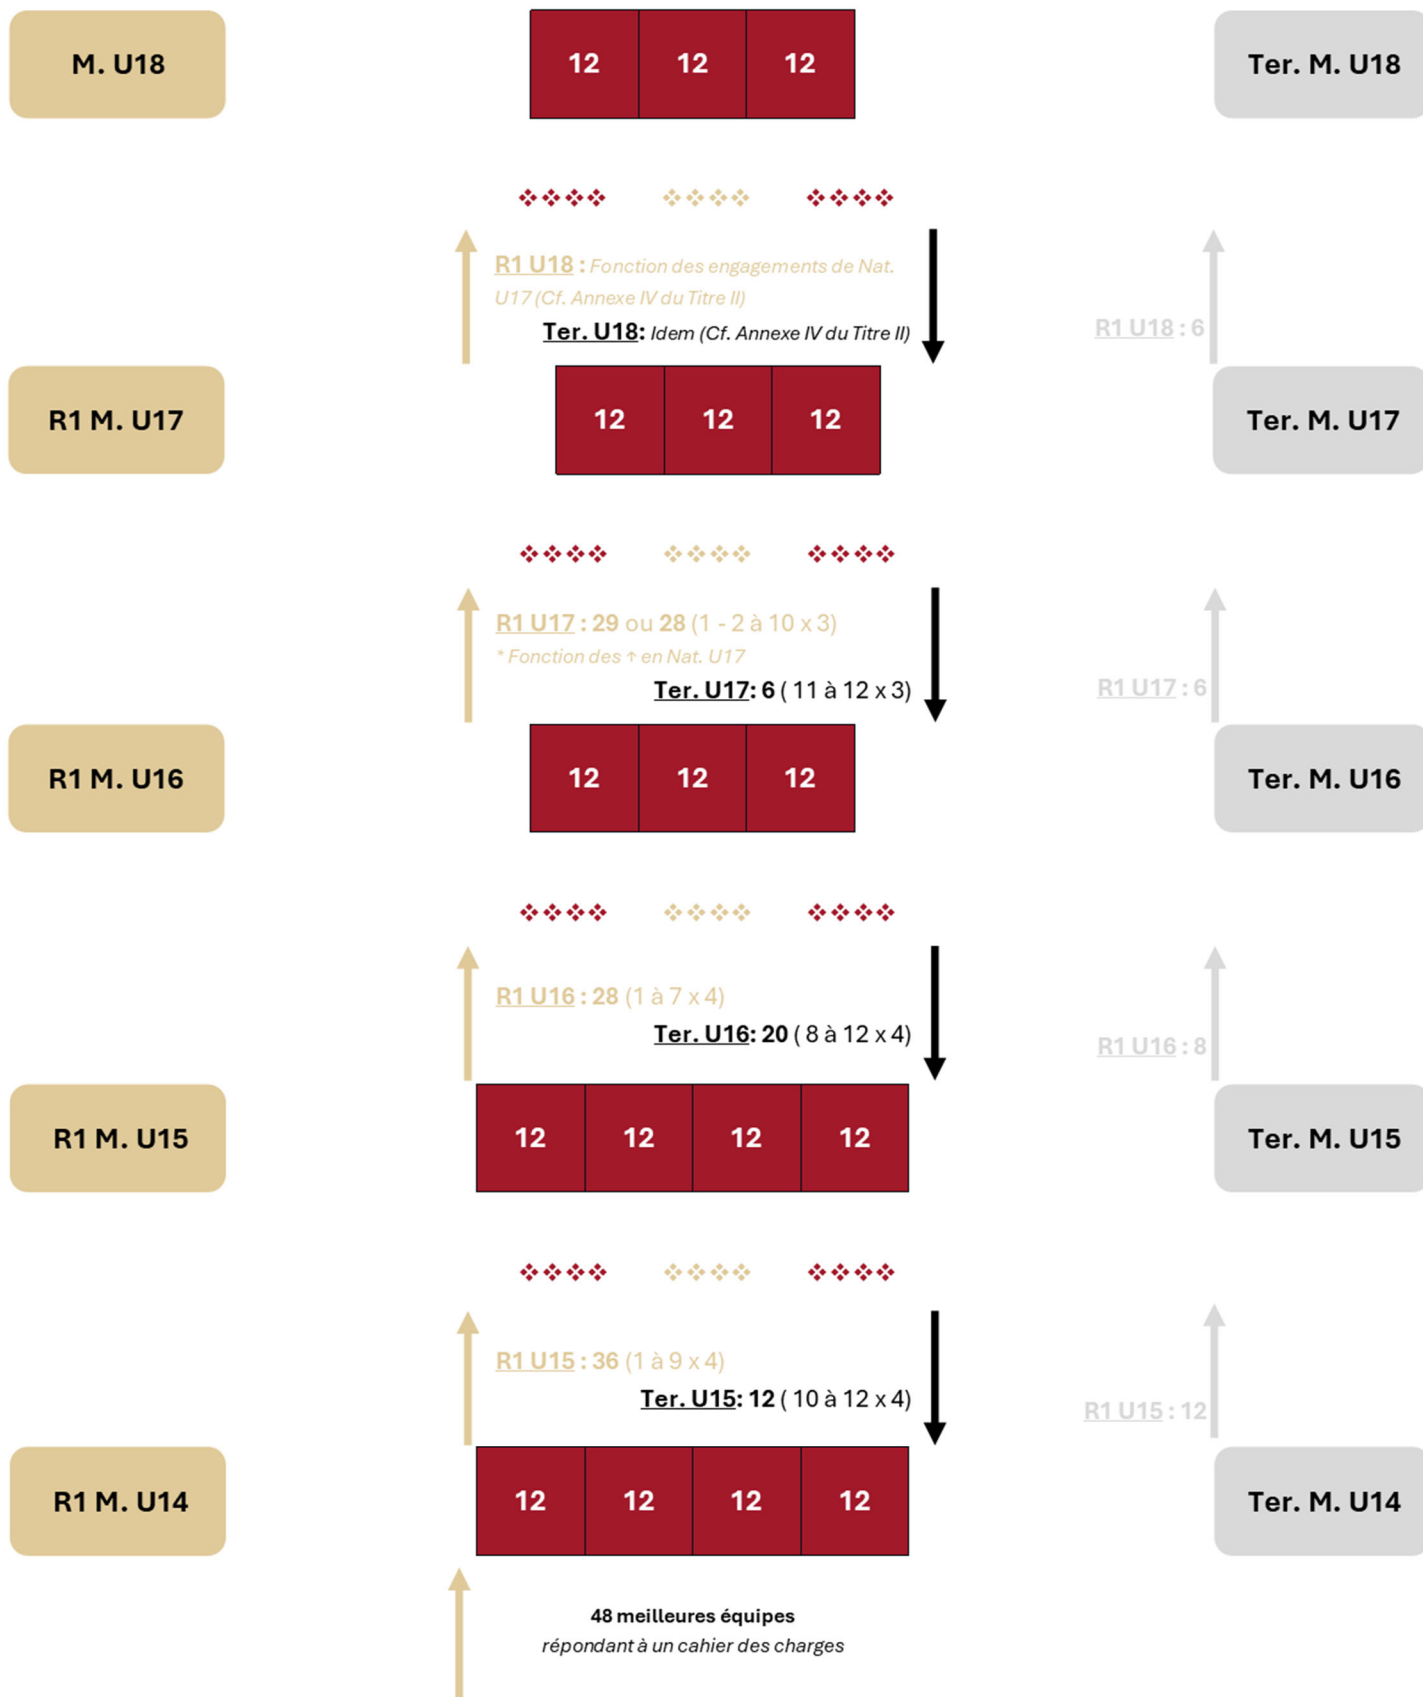 M. U18
12 12 12
Ter. M. U18
R1 U18 : Fonction des engagements de Nat.
U17 (Cf. Annexe IV du Titre II)
Ter. U18: Idem (Cf. Annexe IV du Titre II)
R1 U18 : 6
R1 M. U17
12 12 12
Ter. M. U17
R1 U17 : 29 ou 28 (1 - 2 à 10 x 3)
* Fonction des ↑ en Nat. U17
Ter. U17: 6 ( 11 à 12 x 3)
R1 U17 : 6
R1 M. U16
12 12 12
Ter. M. U16
R1 U16 : 28 (1 à 7 x 4)
Ter. U16: 20 ( 8 à 12 x 4)
R1 U16 : 8
R1 M. U15
12 12 12 12
Ter. M. U15
R1 U15 : 36 (1 à 9 x 4)
Ter. U15: 12 ( 10 à 12 x 4)
R1 U15 : 12
R1 M. U14
12 12 12 12
Ter. M. U14
48 meilleures équipes
répondant à un cahier des charges